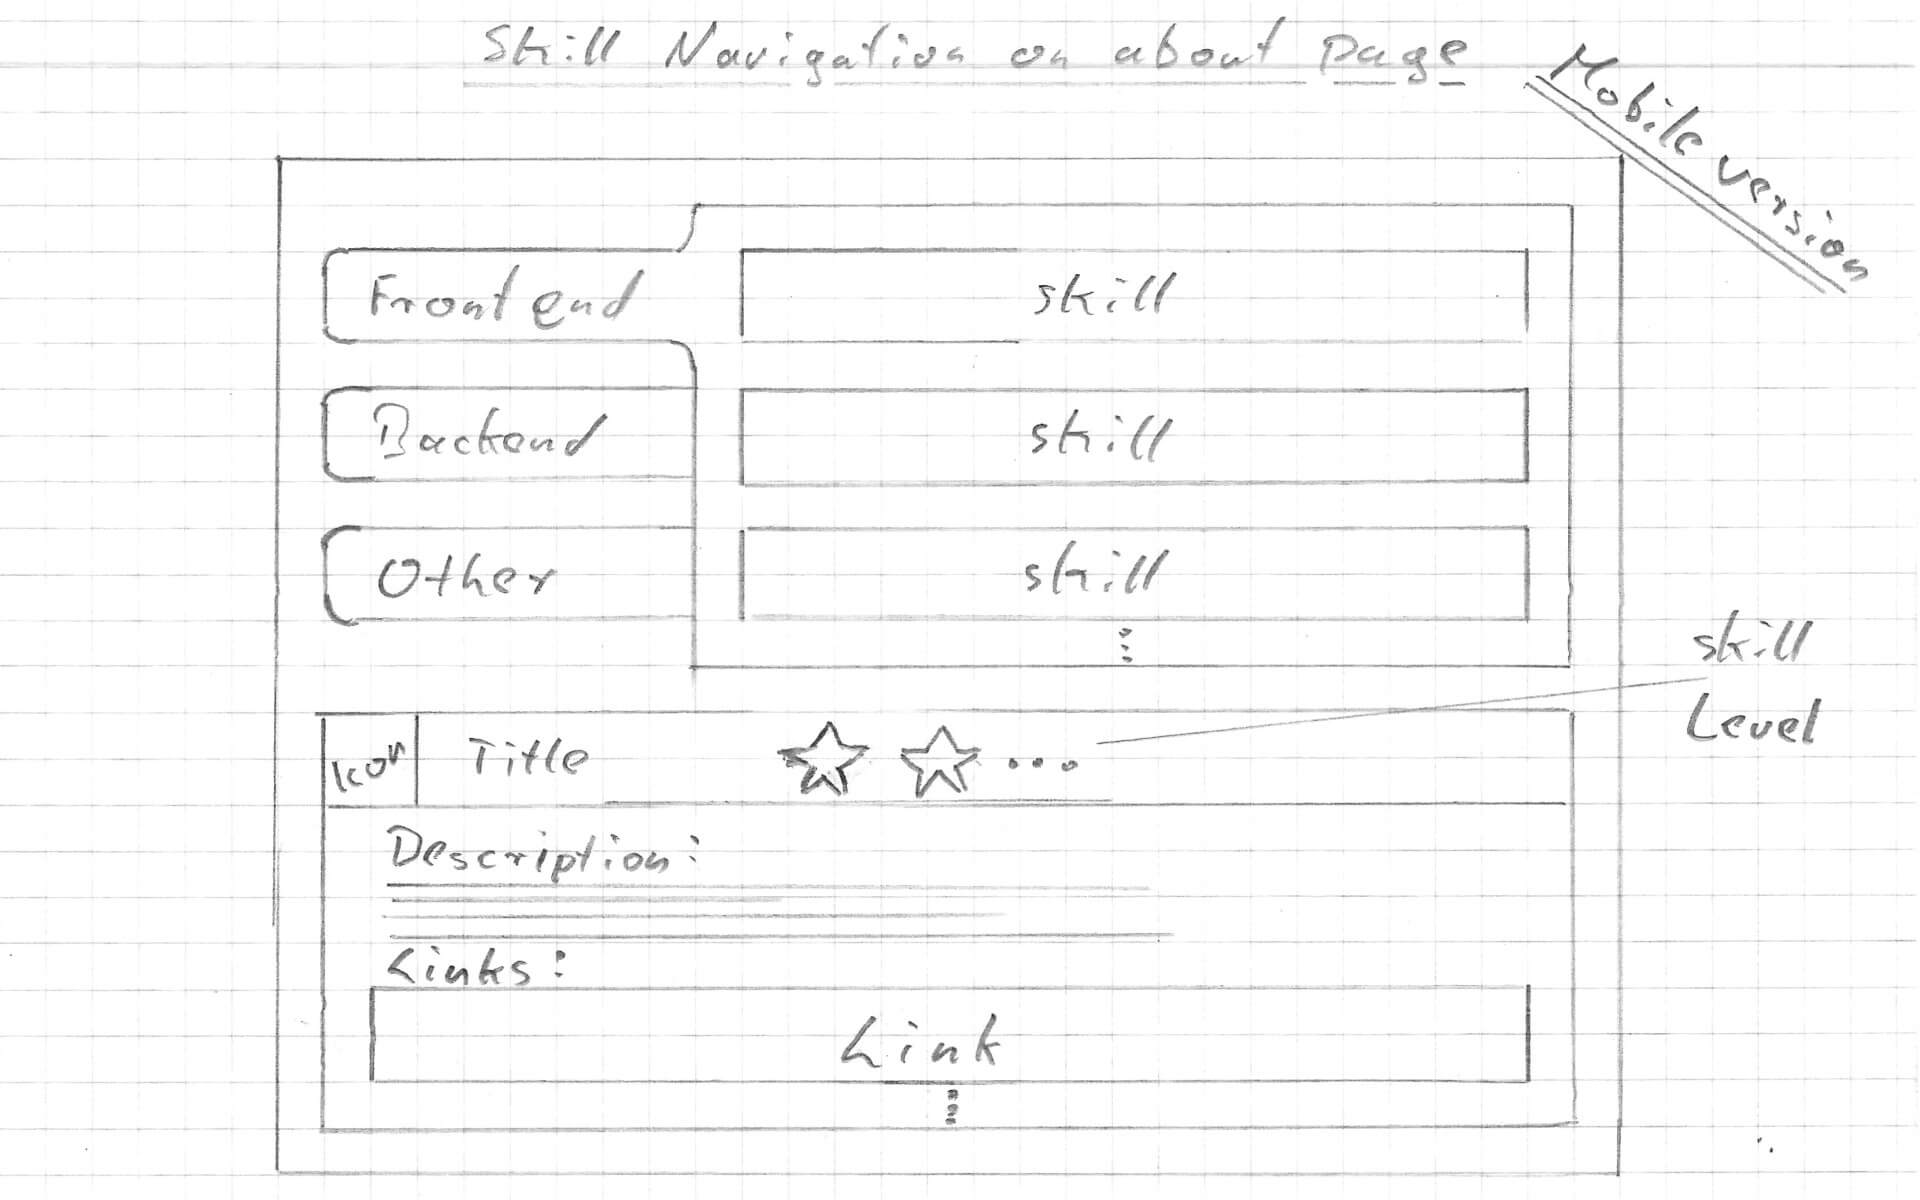 Skill Navigation on about page
Mobile version
Frontend
skill
Backend
skill
Other
skill
skill
Level
Icon
Title
Description:
Links:
Link